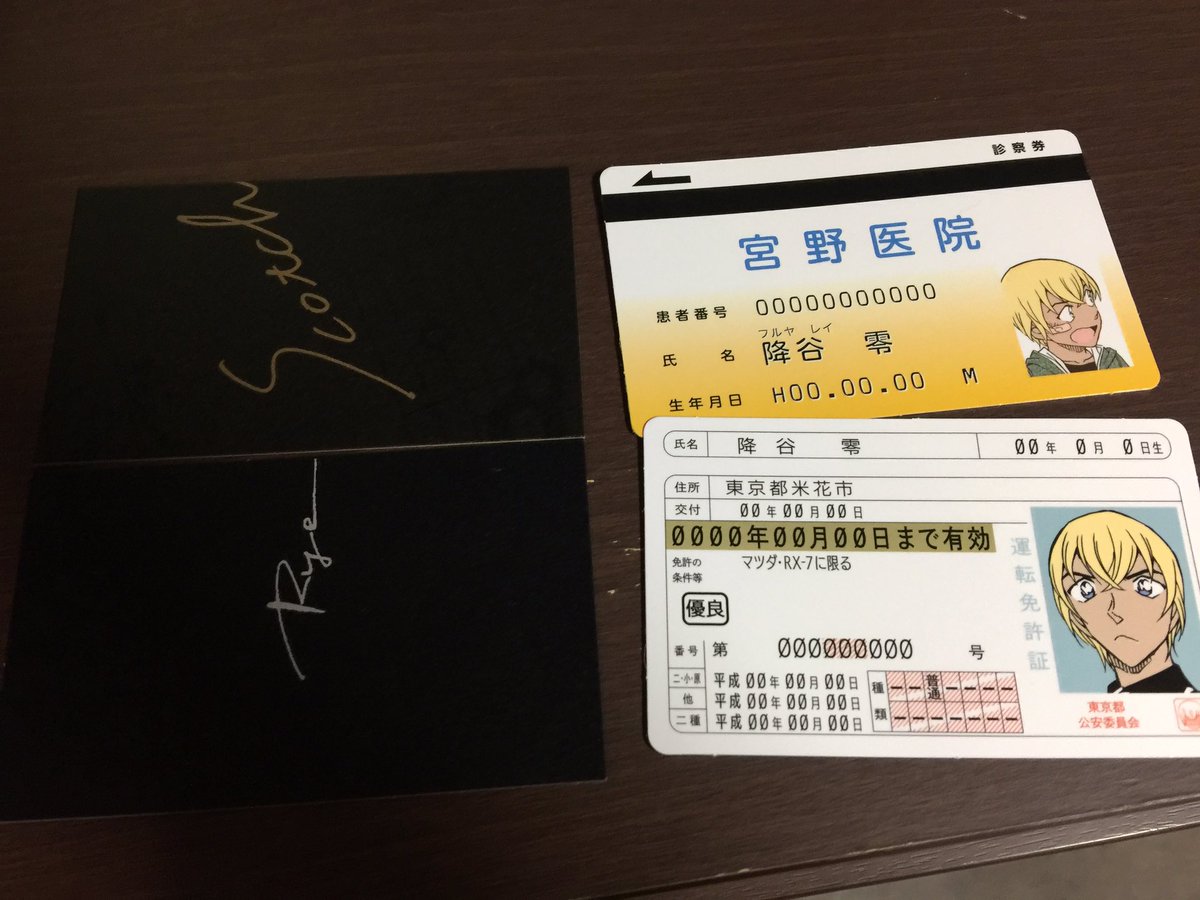 Scotch
Rye
診察券
宮野医院
患者番号 00000000000
フルヤ レイ
氏名 降谷 零
生年月日 H00.00.00 M
氏名 降谷 零 00年 0月 0日生
住所 東京都米花市
交付 00年00月00日
0000年00月00日まで有効
免許の
条件等
マツダ・RX-7に限る
優良
番号 第 000000000 号
二・小・原 平成00年00月00日
他 平成00年00月00日
二種 平成00年00月00日
種類
普通
運転免許証
東京都
公安委員会